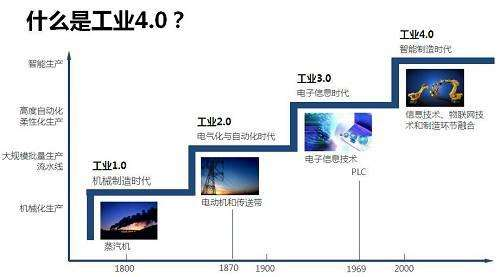 什么是工业4.0？
智能生产
高度自动化
柔性化生产
大规模批量生产
流水线
机械化生产
工业1.0
机械制造时代
蒸汽机
工业2.0
电气化与自动化时代
电动机和传送带
工业3.0
电子信息时代
电子信息技术
PLC
工业4.0
智能制造时代
信息技术、物联网技
术和制造环节融合
1800
1870
1900
1969
2000